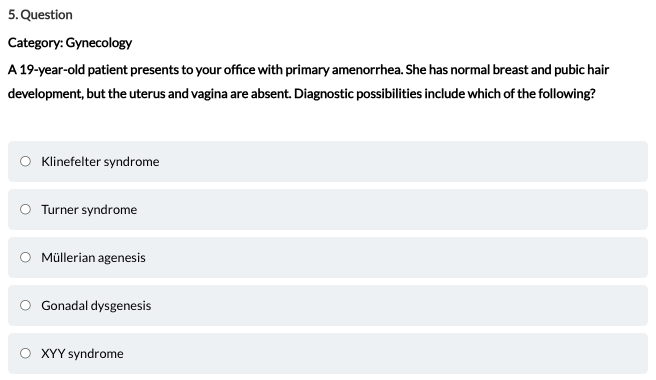 5. Question
Category: Gynecology
A 19-year-old patient presents to your office with primary amenorrhea. She has normal breast and pubic hair
development, but the uterus and vagina are absent. Diagnostic possibilities include which of the following?
Klinefelter syndrome
Turner syndrome
Müllerian agenesis
Gonadal dysgenesis
XYY syndrome